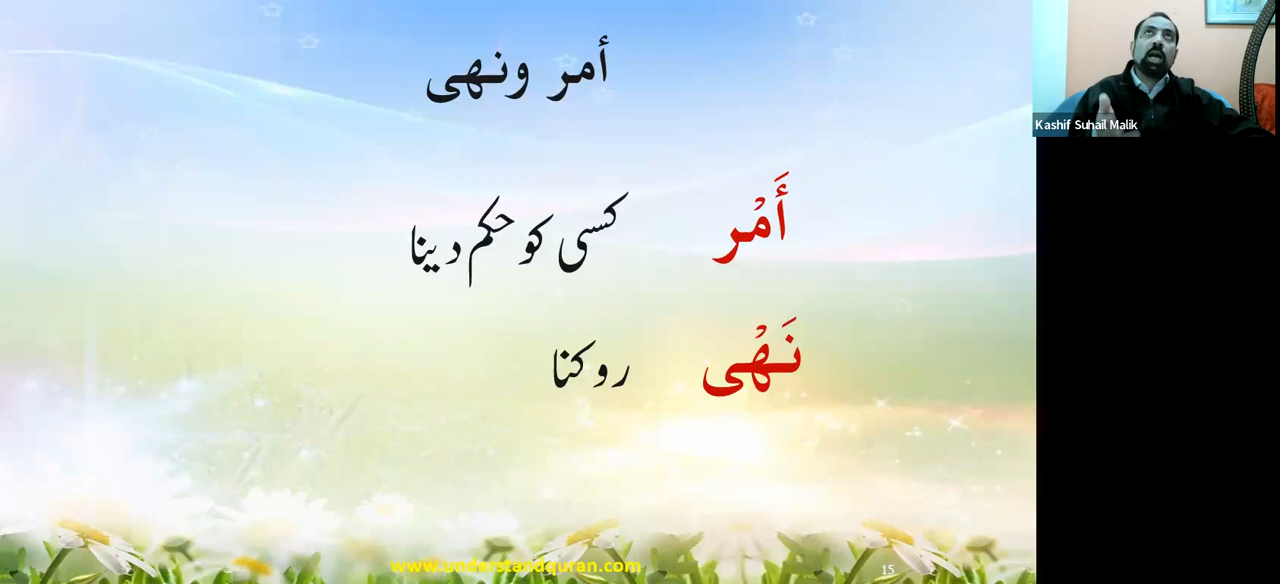 أمر ونهی
أَمْر کسی کو حکم دینا
نَهْی روکنا
www.understandquran.com
15
Kashif Suhail Malik